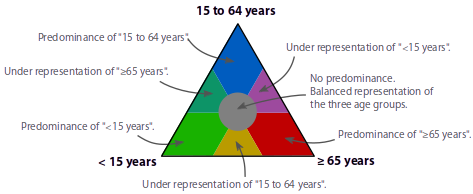 15 to 64 years
Predominance of "15 to 64 years".
Under representation of "<15 years".
Under representation of "≥65 years".
No predominance.
Balanced representation of
the three age groups.
Predominance of "<15 years".
Predominance of "≥65 years".
< 15 years
≥ 65 years
Under representation of "15 to 64 years".